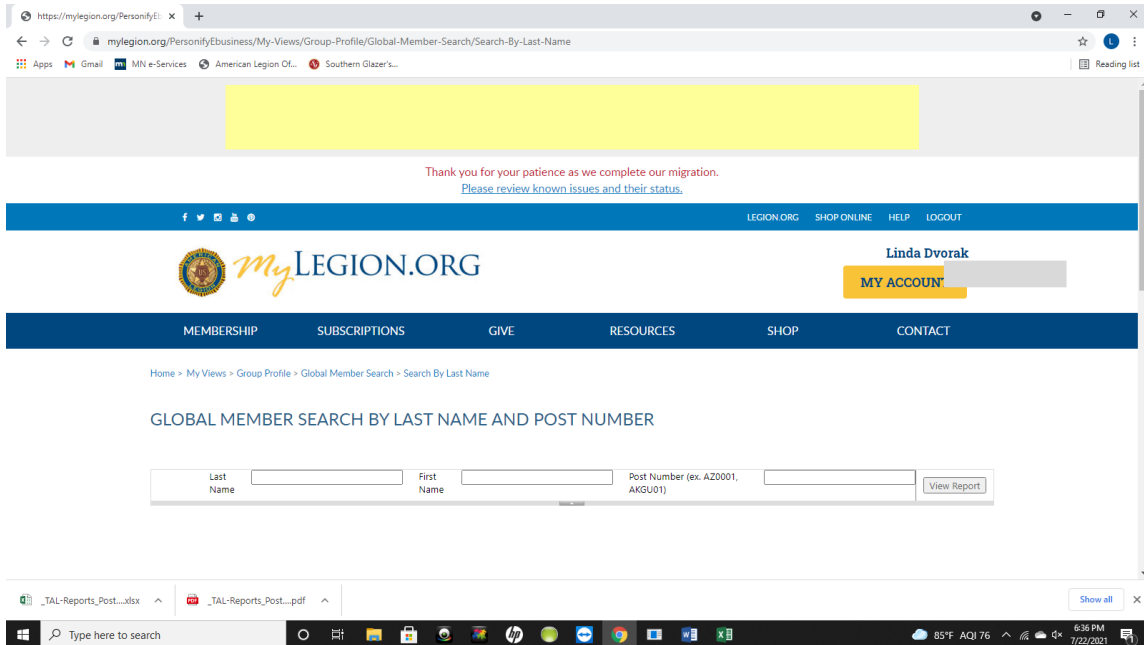 https://mylegion.org/PersonifyEb
mylegion.org/PersonifyEbusiness/My-Views/Group-Profile/Global-Member-Search/Search-By-Last-Name
L
Apps Gmail MN e-Services American Legion Of... Southern Glazer's... Reading list
Thank you for your patience as we complete our migration.
Please review known issues and their status.
LEGION.ORG SHOP ONLINE HELP LOGOUT
MyLEGION.ORG
Linda Dvorak
MY ACCOUNT
MEMBERSHIP SUBSCRIPTIONS GIVE RESOURCES SHOP CONTACT
Home > My Views > Group Profile > Global Member Search > Search By Last Name
GLOBAL MEMBER SEARCH BY LAST NAME AND POST NUMBER
Last Name First Name Post Number (ex. AZ0001, AKGU01) View Report
_TAL-Reports_Post....xlsx _TAL-Reports_Post....pdf Show all
Type here to search 85°F AQI 76 6:36 PM
7/22/2021